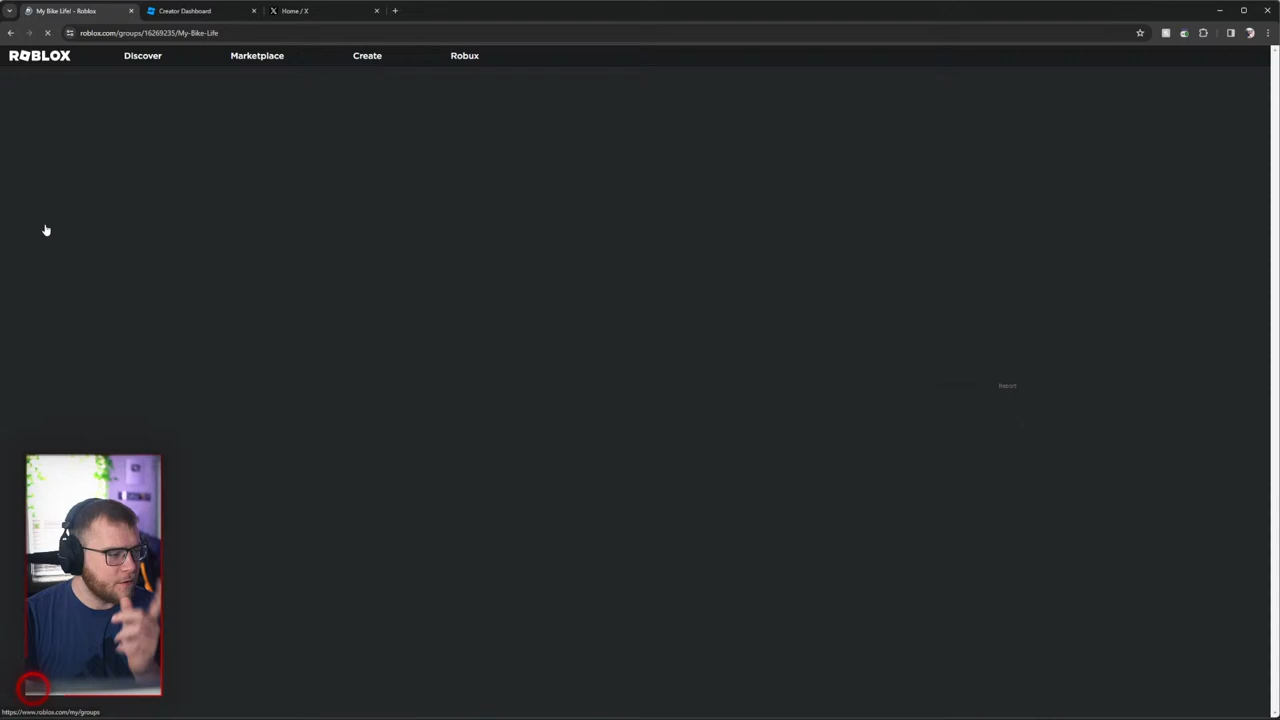 My Bike Life! - Roblox
Creator Dashboard
Home / X
roblox.com/groups/16269235/My-Bike-Life
ROBLOX
Discover
Marketplace
Create
Robux
Report
https://www.roblox.com/my/groups